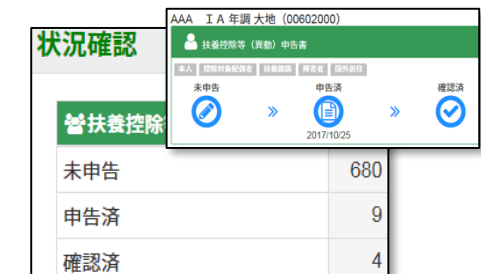 状況確認
AAA ＩＡ年調 大地（00602000）
扶養控除等（異動）申告書
本人 控除対象配偶者 扶養親族 障害者 国外居住
未申告 申告済 確認済
2017/10/25
扶養控除
未申告 680
申告済 9
確認済 4